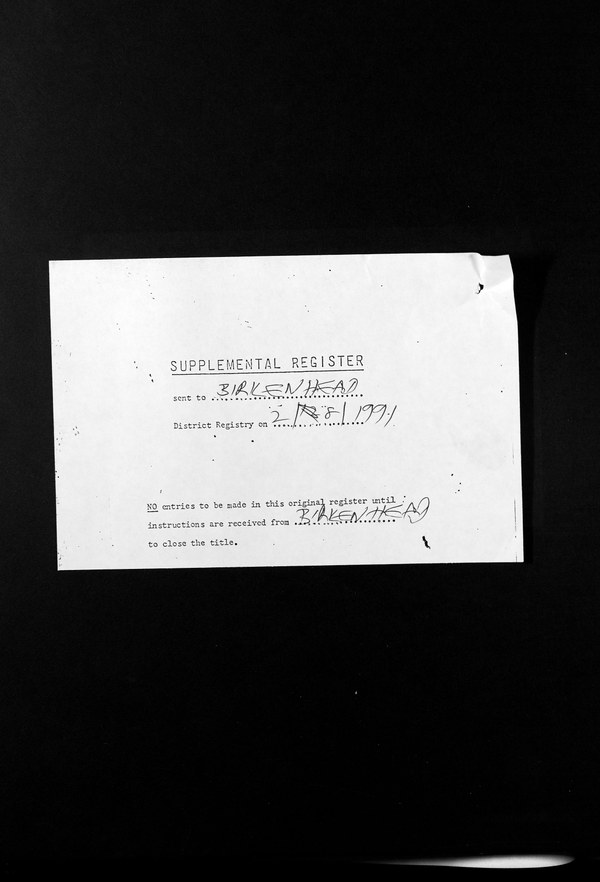 SUPPLEMENTAL REGISTER
sent to BIRKENHEAD
District Registry on 2/8/1991
NO entries to be made in this original register until
instructions are received from BIRKENHEAD
to close the title.